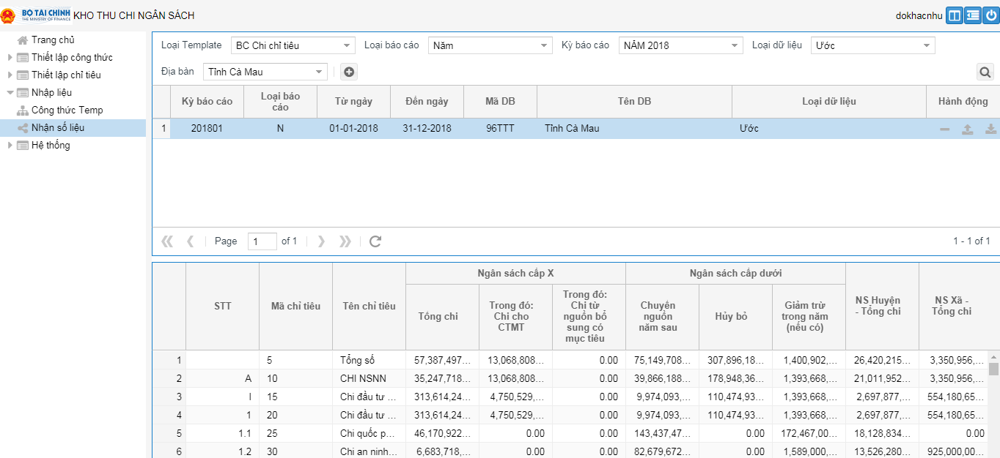 BỘ TÀI CHÍNH
THE MINISTRY OF FINANCE
KHO THU CHI NGÂN SÁCH
dokhacnhu
Trang chủ
Thiết lập công thức
Thiết lập chỉ tiêu
Nhập liệu
Công thức Temp
Nhận số liệu
Hệ thống
Loại Template BC Chi chỉ tiêu Loại báo cáo Năm Kỳ báo cáo NĂM 2018 Loại dữ liệu Ước
Địa bàn Tỉnh Cà Mau
Kỳ báo cáo Loại báo cáo Từ ngày Đến ngày Mã DB Tên DB Loại dữ liệu Hành động
1 201801 N 01-01-2018 31-12-2018 96TTT Tỉnh Cà Mau Ước
Page 1 of 1 1 - 1 of 1
Ngân sách cấp X Ngân sách cấp dưới
STT Mã chỉ tiêu Tên chỉ tiêu Tổng chi Trong đó: Chi cho CTMT Trong đó: Chi từ nguồn bổ sung có mục tiêu Chuyển nguồn năm sau Hủy bỏ Giảm trừ trong năm (nếu có) NS Huyện - Tổng chi NS Xã - Tổng chi
1 5 Tổng số 57,387,497... 13,068,808... 0.00 75,149,708... 307,896,18... 1,400,902,... 26,420,215... 3,350,956,...
2 A 10 CHI NSNN 35,247,718... 13,068,808... 0.00 39,866,188... 178,948,36... 1,393,668,... 21,011,952... 3,350,956,...
3 I 15 Chi đầu tư ... 313,614,24... 4,750,529,... 0.00 9,974,093,... 110,474,93... 1,393,668,... 2,697,877,... 554,180,65...
4 1 20 Chi đầu tư ... 313,614,24... 4,750,529,... 0.00 9,974,093,... 110,474,93... 1,393,668,... 2,697,877,... 554,180,65...
5 1.1 25 Chi quốc p... 46,170,922... 0.00 0.00 143,437,47... 0.00 172,467,00... 18,128,834... 0.00
6 1.2 30 Chi an ninh... 6,683,718,... 0.00 0.00 82,679,672... 0.00 1,589,000,... 13,526,280... 925,000,00...